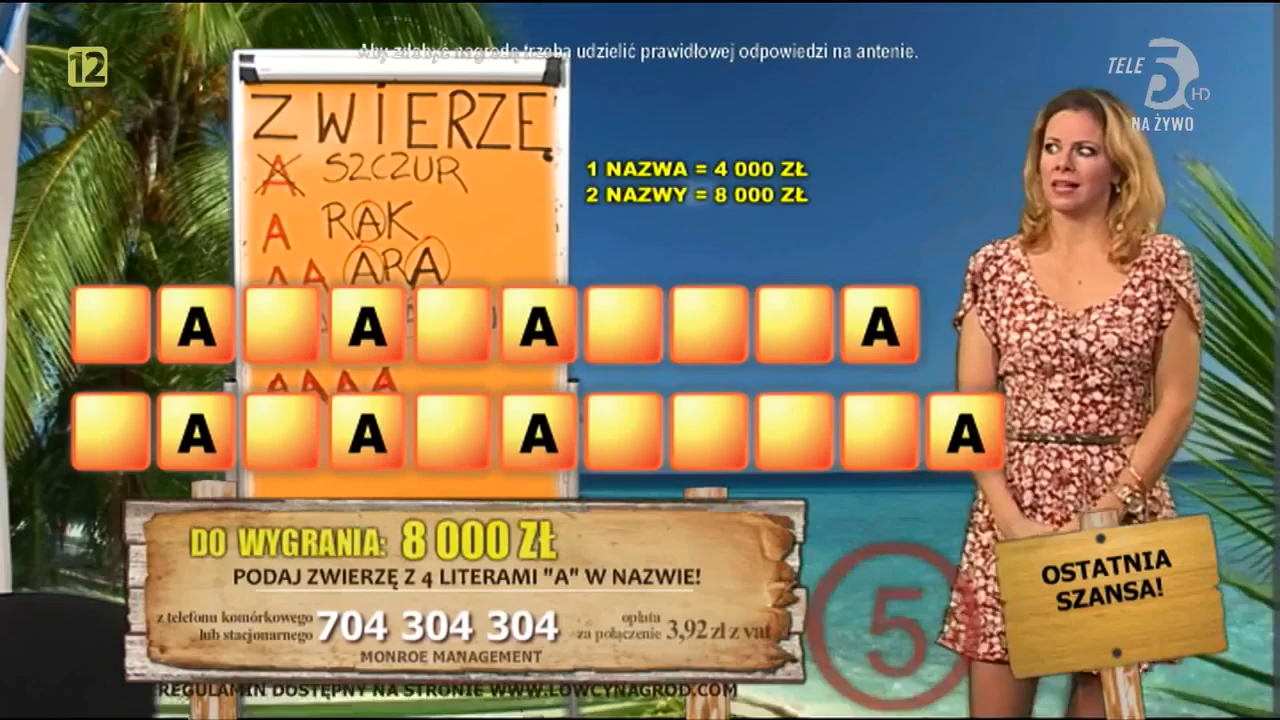 12
Aby zdobyć nagrodę trzeba udzielić prawidłowej odpowiedzi na antenie.
TELE 5 HD
NA ŻYWO
ZWIERZĘ
A SZCZUR
A RAK
A A ARA
1 NAZWA = 4 000 ZŁ
2 NAZWY = 8 000 ZŁ
A A A A
A A A A
A A A A
DO WYGRANIA: 8 000 ZŁ
PODAJ ZWIERZĘ Z 4 LITERAMI "A" W NAZWIE!
z telefonu komórkowego
lub stacjonarnego
704 304 304
opłata
za połączenie 3,92 zł z vat
MONROE MANAGEMENT
REGULAMIN DOSTĘPNY NA STRONIE WWW.LOWCYNAGROD.COM
5
OSTATNIA
SZANSA!